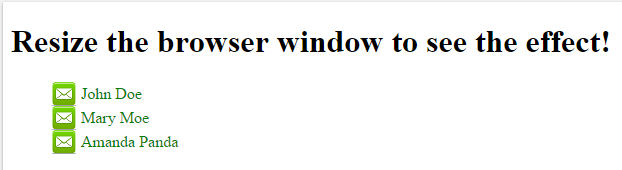 Resize the browser window to see the effect!
John Doe
Mary Moe
Amanda Panda